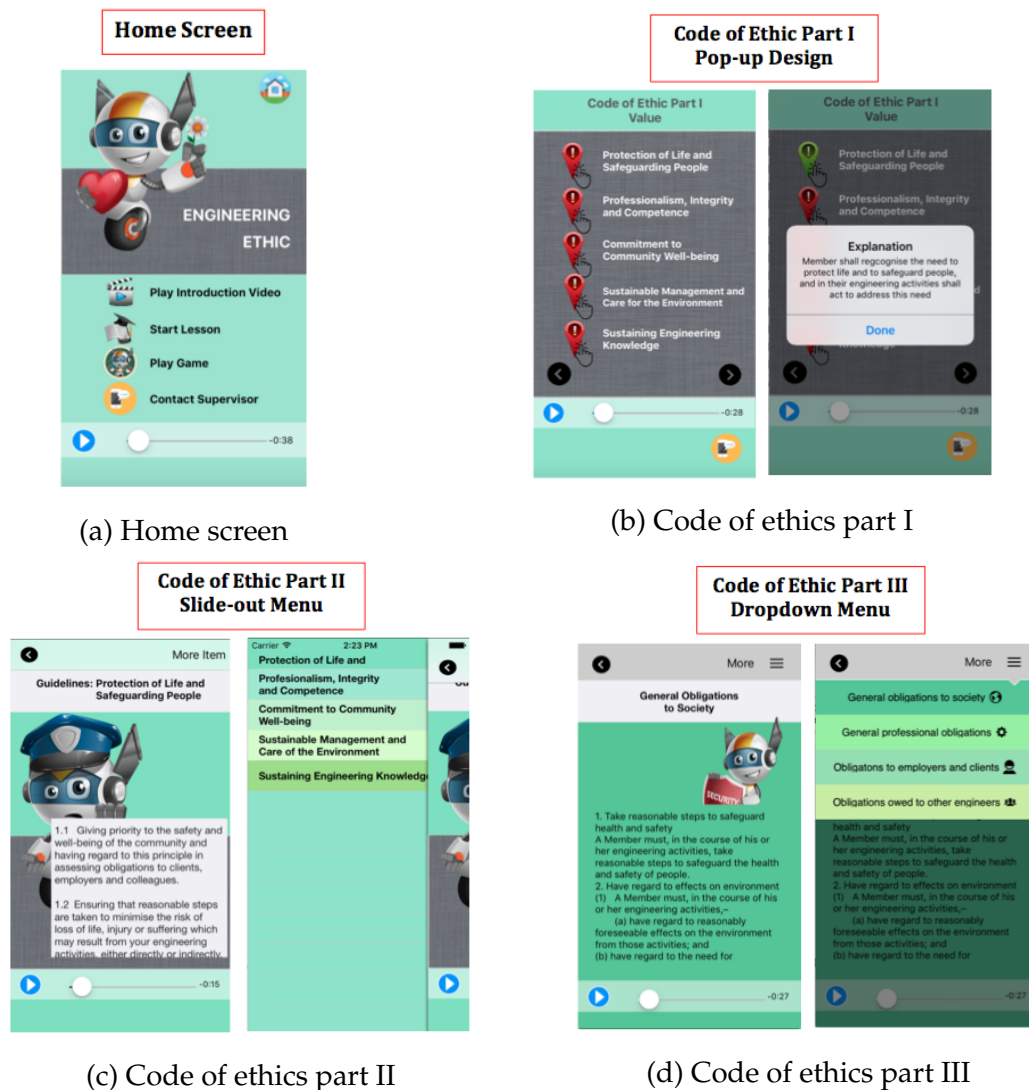 Home Screen
ENGINEERING
ETHIC
Play Introduction Video
Start Lesson
Play Game
Contact Supervisor
-0:38
(a) Home screen
Code of Ethic Part I
Pop-up Design
Code of Ethic Part I
Value
Protection of Life and
Safeguarding People
Professionalism, Integrity
and Competence
Commitment to
Community Well-being
Sustainable Management and
Care for the Environment
Sustaining Engineering
Knowledge
-0:28
Code of Ethic Part I
Value
Protection of Life and
Safeguarding People
Professionalism, Integrity
and Competence
Explanation
Member shall regcognise the need to
protect life and to safeguard people,
and in their engineering activities shall
act to address this need
Done
Knowledge
-0:28
(b) Code of ethics part I
Code of Ethic Part II
Slide-out Menu
More Item
Guidelines: Protection of Life and
Safeguarding People
1.1 Giving priority to the safety and
well-being of the community and
having regard to this principle in
assessing obligations to clients,
employers and colleagues.
1.2 Ensuring that reasonable steps
are taken to minimise the risk of
loss of life, injury or suffering which
may result from your engineering
activities, either directly or indirectly
-0:15
Carrier 2:23 PM
Protection of Life and
Profesionalism, Integrity
and Competence
Commitment to Community
Well-being
Sustainable Management and
Care of the Environment
Sustaining Engineering Knowledge
(c) Code of ethics part II
Code of Ethic Part III
Dropdown Menu
More
General Obligations
to Society
SECURITY
1. Take reasonable steps to safeguard
health and safety
A Member must, in the course of his or
her engineering activities, take
reasonable steps to safeguard the health
and safety of people.
2. Have regard to effects on environment
(1) A Member must, in the course of his
or her engineering activities,–
(a) have regard to reasonably
foreseeable effects on the environment
from those activities; and
(b) have regard to the need for
-0:27
More
General obligations to society
General professional obligations
Obligatons to employers and clients
Obligations owed to other engineers
health and safety
A Member must, in the course of his or
her engineering activities, take
reasonable steps to safeguard the health
and safety of people.
2. Have regard to effects on environment
(1) A Member must, in the course of his
or her engineering activities,–
(a) have regard to reasonably
foreseeable effects on the environment
from those activities; and
(b) have regard to the need for
-0:27
(d) Code of ethics part III